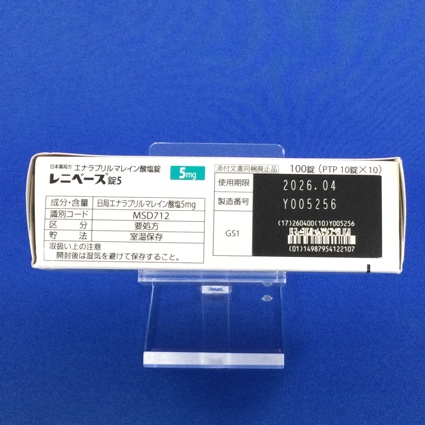 日本薬局方 エナラプリルマレイン酸塩錠
レニベース®錠5
5mg
成分・含量 日局エナラプリルマレイン酸塩5mg
識別コード MSD712
区分 要処方
貯法 室温保存
取扱い上の注意
開封後は湿気を避けて保存すること。
添付文書同梱廃止品 100錠 (PTP 10錠×10)
使用期限 2026.04
製造番号 Y005256
GS1
(17)260400(10)Y005256
(01)14987954122107